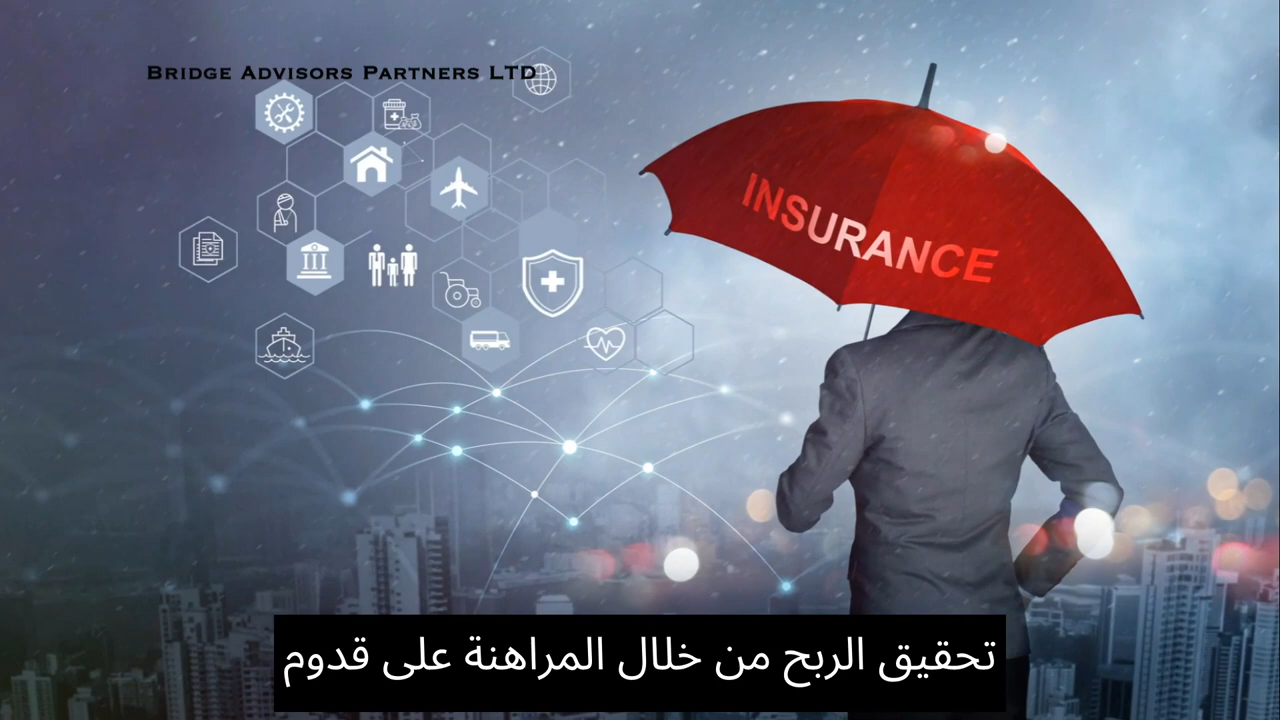 BRIDGE ADVISORS PARTNERS LTD
INSURANCE
تحقيق الربح من خلال المراهنة على قدوم